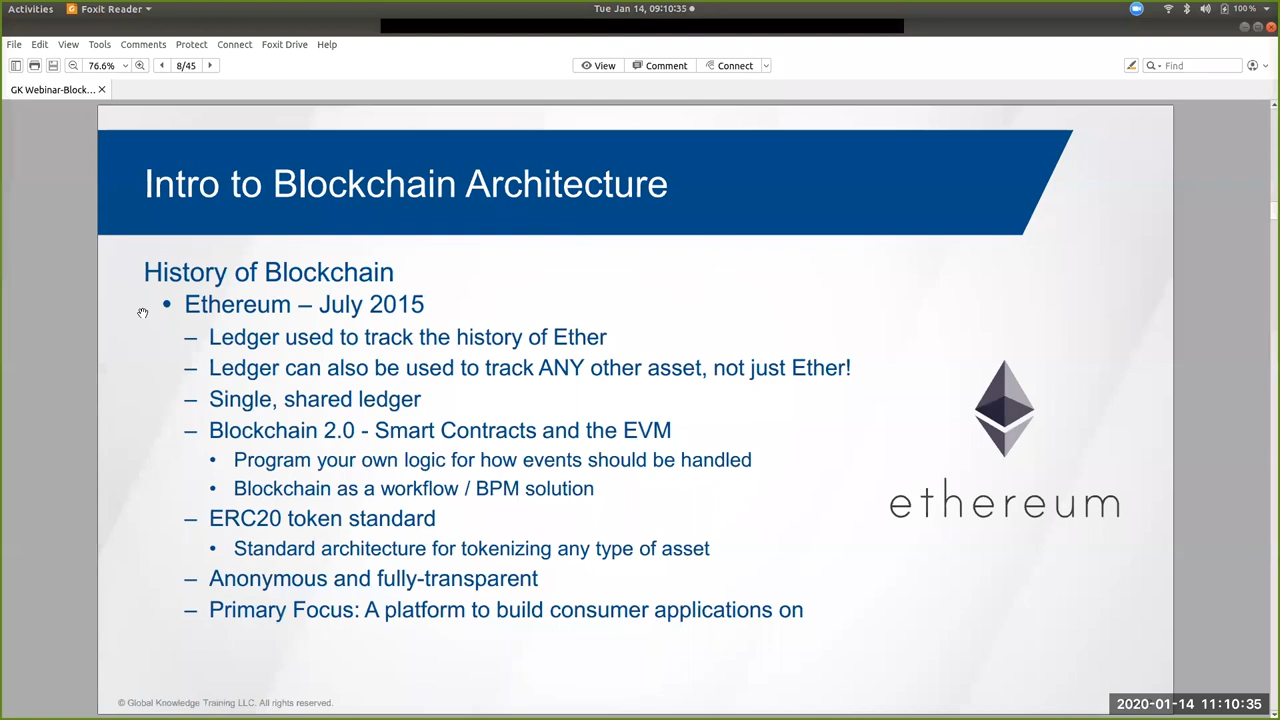 Activities Foxit Reader Tue Jan 14, 09:10:35 100 %
File Edit View Tools Comments Protect Connect Foxit Drive Help
76.6% 8/45 View Comment Connect Find
GK Webinar-Block...
Intro to Blockchain Architecture
History of Blockchain
• Ethereum – July 2015
– Ledger used to track the history of Ether
– Ledger can also be used to track ANY other asset, not just Ether!
– Single, shared ledger
– Blockchain 2.0 - Smart Contracts and the EVM
• Program your own logic for how events should be handled
• Blockchain as a workflow / BPM solution
– ERC20 token standard
• Standard architecture for tokenizing any type of asset
– Anonymous and fully-transparent
– Primary Focus: A platform to build consumer applications on
ethereum
© Global Knowledge Training LLC. All rights reserved.
2020-01-14 11:10:35